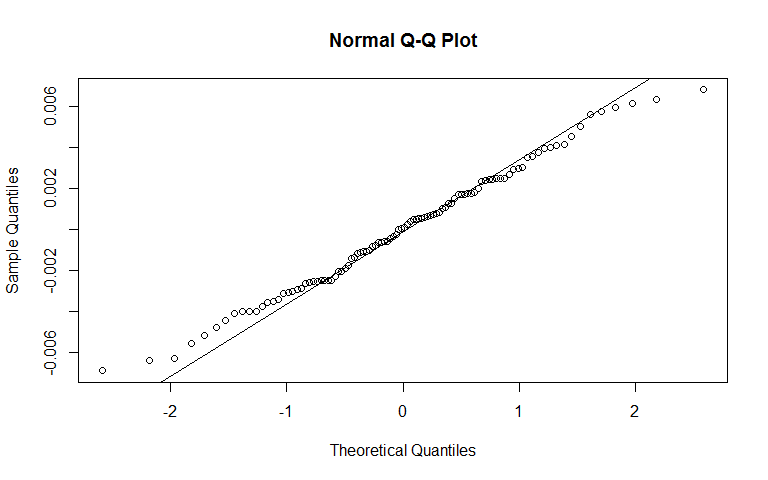 Normal Q-Q Plot
Sample Quantiles
0.006
0.002
-0.002
-0.006
-2 -1 0 1 2
Theoretical Quantiles